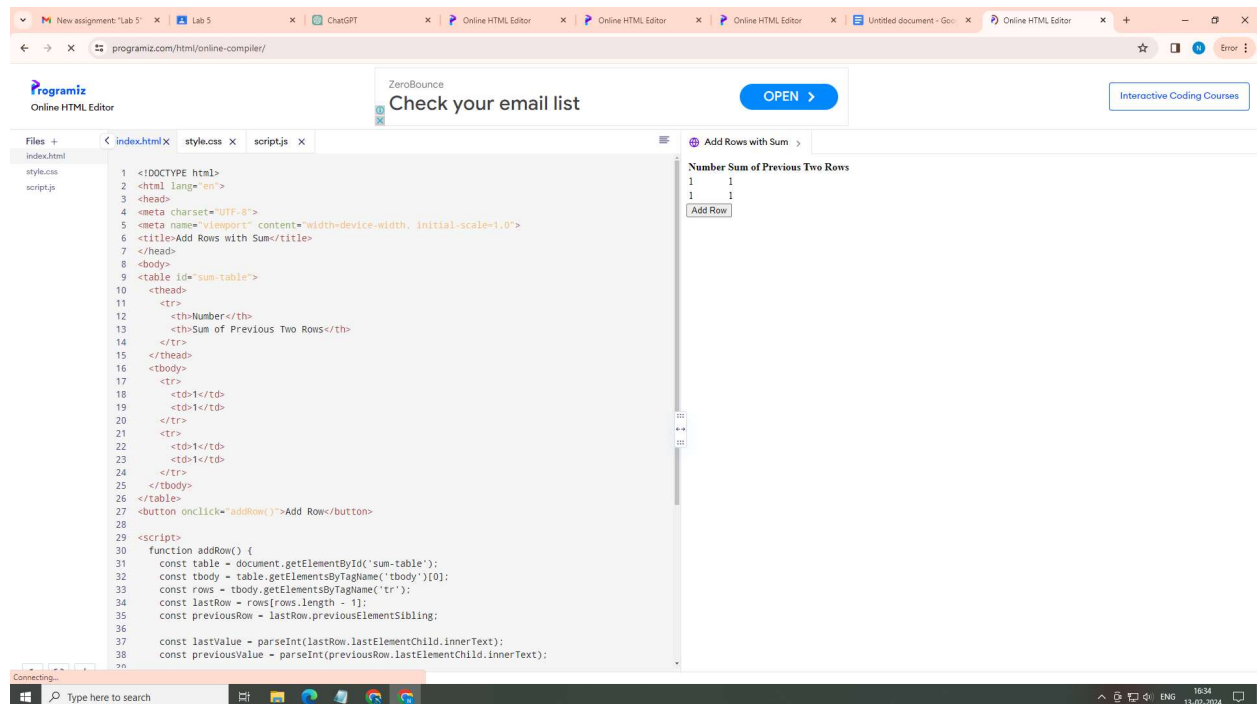 New assignment: "Lab 5"
Lab 5
ChatGPT
Online HTML Editor
Online HTML Editor
Online HTML Editor
Untitled document - Goo
Online HTML Editor
programiz.com/html/online-compiler/
N
Error
Programiz
Online HTML Editor
ZeroBounce
Check your email list
OPEN
Interactive Coding Courses
Files +
index.html
style.css
script.js
index.html X style.css X script.js X
1 <!DOCTYPE html>
2 <html lang="en">
3 <head>
4 <meta charset="UTF-8">
5 <meta name="viewport" content="width=device-width, initial-scale=1.0">
6 <title>Add Rows with Sum</title>
7 </head>
8 <body>
9 <table id="sum-table">
10 <thead>
11 <tr>
12 <th>Number</th>
13 <th>Sum of Previous Two Rows</th>
14 </tr>
15 </thead>
16 <tbody>
17 <tr>
18 <td>1</td>
19 <td>1</td>
20 </tr>
21 <tr>
22 <td>1</td>
23 <td>1</td>
24 </tr>
25 </tbody>
26 </table>
27 <button onclick="addRow()">Add Row</button>
28
29 <script>
30 function addRow() {
31 const table = document.getElementById('sum-table');
32 const tbody = table.getElementsByTagName('tbody')[0];
33 const rows = tbody.getElementsByTagName('tr');
34 const lastRow = rows[rows.length - 1];
35 const previousRow = lastRow.previousElementSibling;
36
37 const lastValue = parseInt(lastRow.lastElementChild.innerText);
38 const previousValue = parseInt(previousRow.lastElementChild.innerText);
39
Add Rows with Sum
Number Sum of Previous Two Rows
1 1
1 1
Add Row
Connecting...
Type here to search
ENG
16:34
13-02-2024